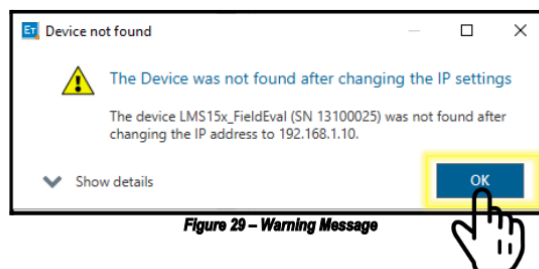 ET Device not found
The Device was not found after changing the IP settings
The device LMS15x_FieldEval (SN 13100025) was not found after
changing the IP address to 192.168.1.10.
Show details
OK
Figure 29 – Warning Message